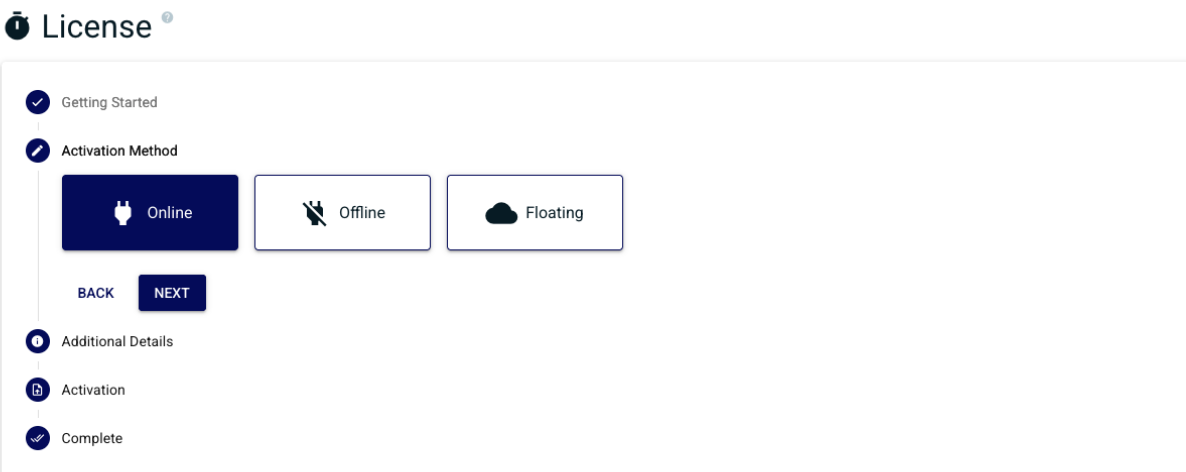 License
Getting Started
Activation Method
Online Offline Floating
BACK NEXT
Additional Details
Activation
Complete